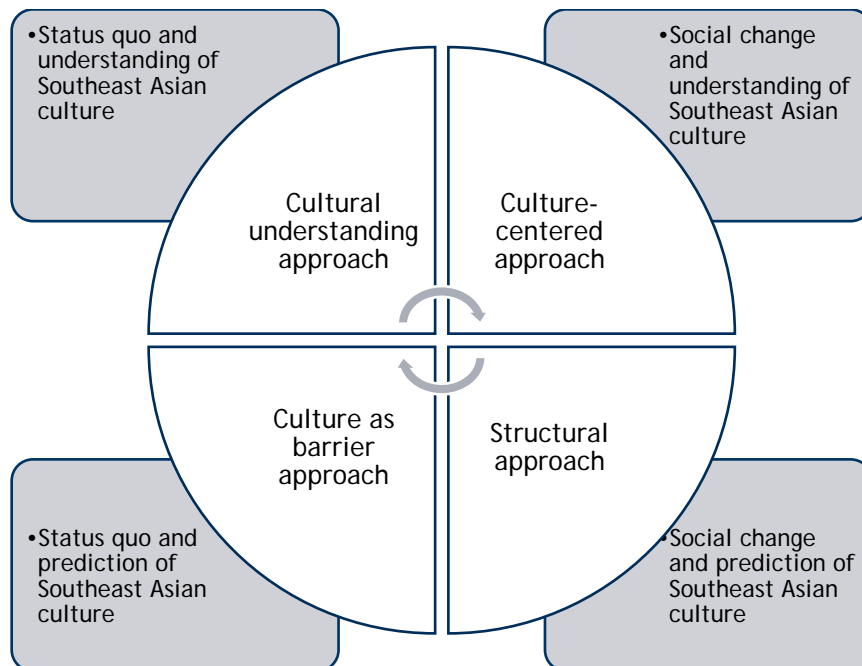 •Status quo and
understanding of
Southeast Asian
culture
•Social change
and
understanding of
Southeast Asian
culture
Cultural
understanding
approach
Culture-
centered
approach
Culture as
barrier
approach
Structural
approach
•Status quo and
prediction of
Southeast Asian
culture
•Social change
and prediction of
Southeast Asian
culture